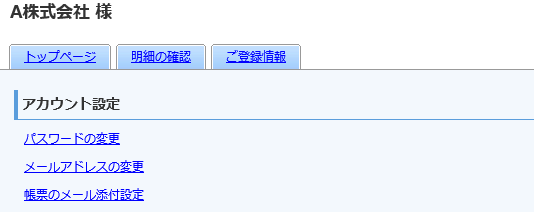 A株式会社 様
トップページ 明細の確認 ご登録情報
アカウント設定
パスワードの変更
メールアドレスの変更
帳票のメール添付設定